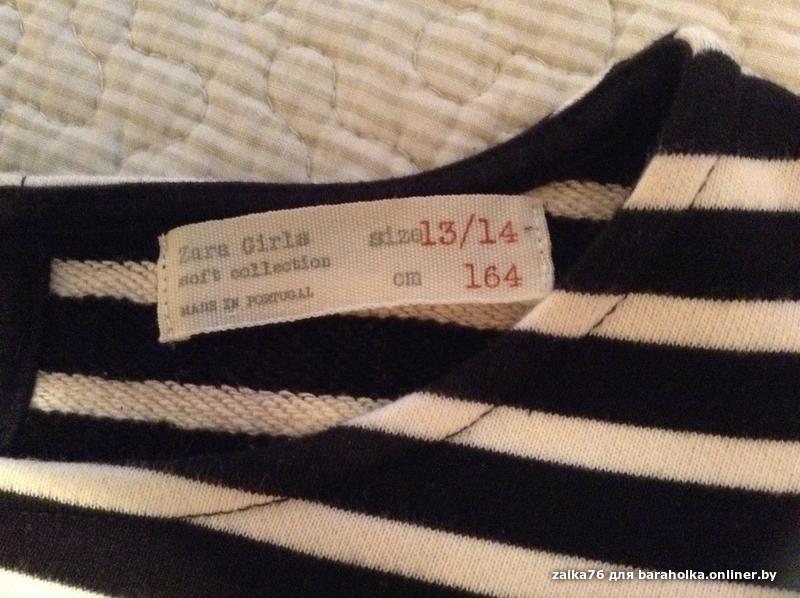 Zara Girls size 13/14
soft collection cm 164
MADE IN PORTUGAL
zaika76 для baraholka.onliner.by